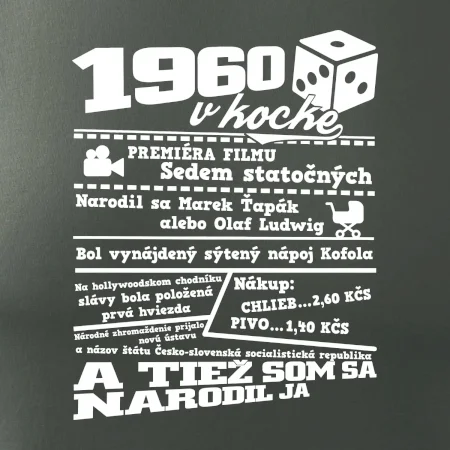 1960
v kocke
PREMIÉRA FILMU
Sedem statočných
Narodil sa Marek Ťapák
alebo Olaf Ludwig
Bol vynájdený sýtený nápoj Kofola
Na hollywoodskom chodníku
slávy bola položená
prvá hviezda
Nákup:
CHLIEB...2,60 KČS
PIVO...1,40 KČS
Národné zhromaždenie prijalo
novú ústavu
a názov štátu Česko-slovenská socialistická republika
A TIEŽ SOM SA
NARODIL JA